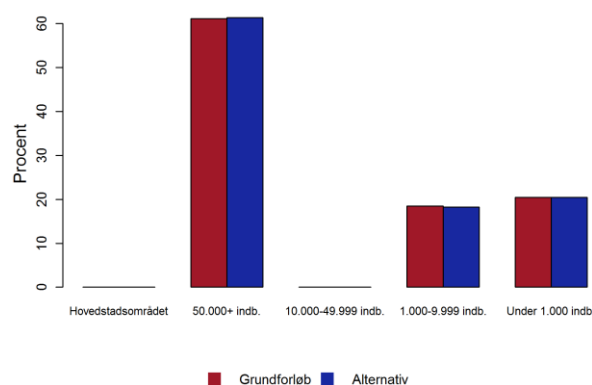 60
50
40
30
20
10
0
Procent
Hovedstadsområdet 50.000+ indb. 10.000-49.999 indb. 1.000-9.999 indb. Under 1.000 indb
Grundforløb Alternativ